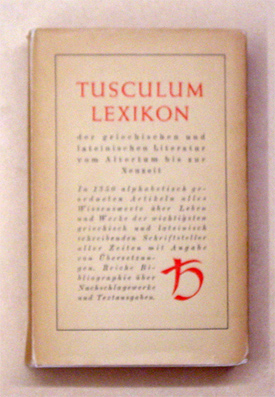 TUSCULUM
LEXIKON
der griechischen und
lateinischen Literatur
vom Altertum bis zur
Neuzeit
In 1350 alphabetisch ge-
ordneten Artikeln alles
Wissenswerte über Leben
und Werke der wichtigsten
griechisch und lateinisch
schreibenden Schriftsteller
aller Zeiten mit Angabe
von Übersetzun-
gen. Reiche Bi-
bliographie über
Nachschlagewerke
und Textausgaben.